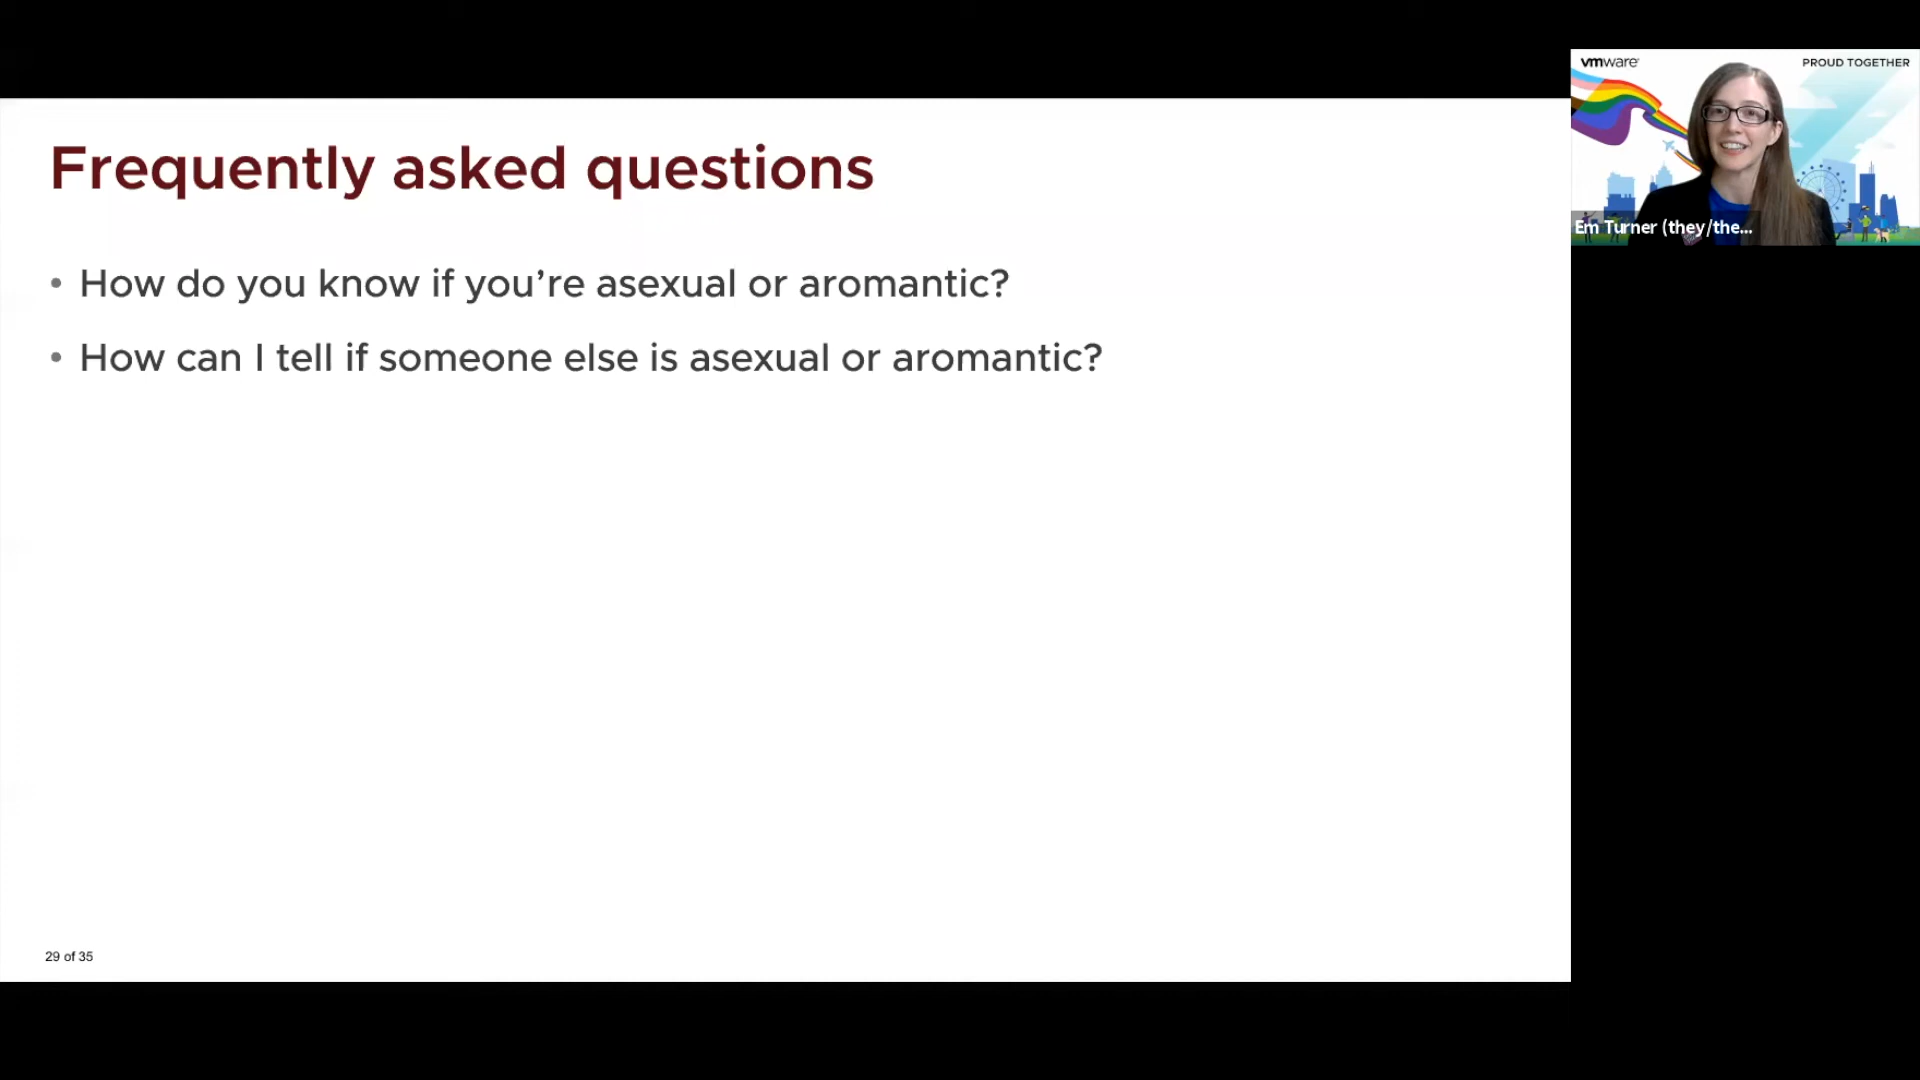 Frequently asked questions
• How do you know if you’re asexual or aromantic?
• How can I tell if someone else is asexual or aromantic?
29 of 35
vmware
PROUD TOGETHER
Em Turner (they/the...